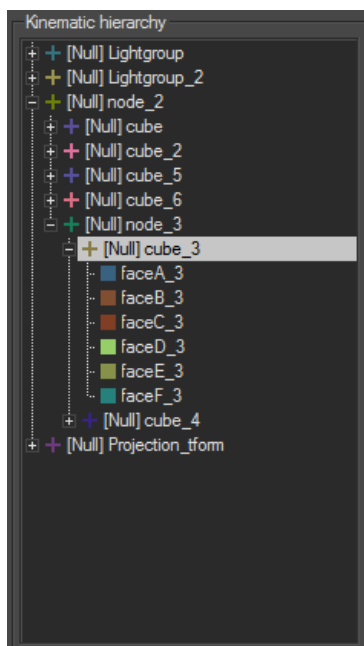 Kinematic hierarchy
[Null] Lightgroup
[Null] Lightgroup_2
[Null] node_2
[Null] cube
[Null] cube_2
[Null] cube_5
[Null] cube_6
[Null] node_3
[Null] cube_3
faceA_3
faceB_3
faceC_3
faceD_3
faceE_3
faceF_3
[Null] cube_4
[Null] Projection_tform